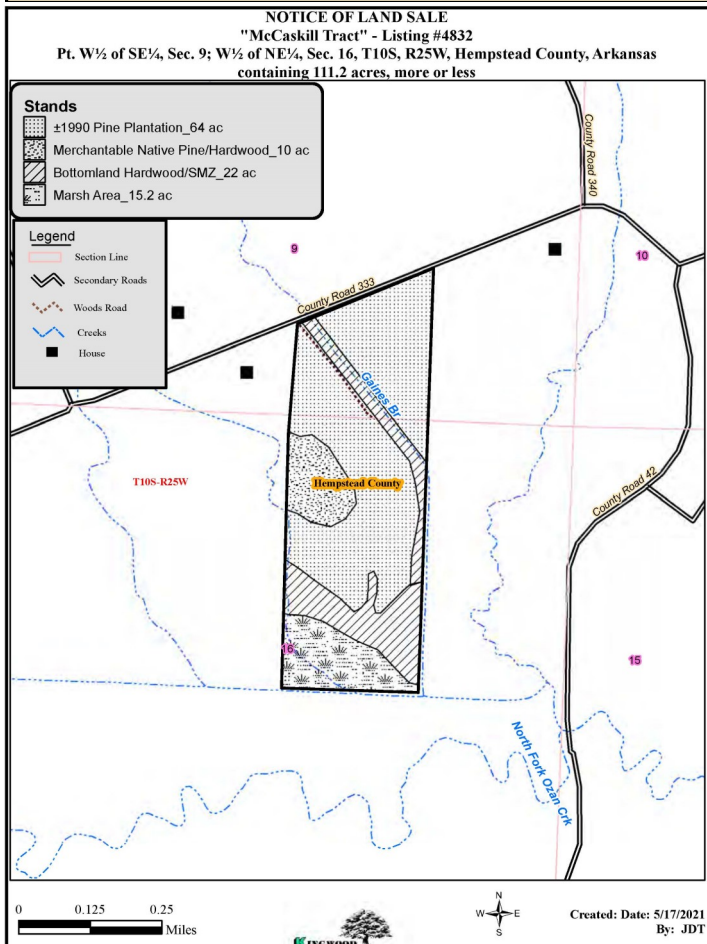 NOTICE OF LAND SALE
"McCaskill Tract" - Listing #4832
Pt. W½ of SE¼, Sec. 9; W½ of NE¼, Sec. 16, T10S, R25W, Hempstead County, Arkansas
containing 111.2 acres, more or less
Stands
±1990 Pine Plantation_64 ac
Merchantable Native Pine/Hardwood_10 ac
Bottomland Hardwood/SMZ_22 ac
Marsh Area_15.2 ac
Legend
Section Line
Secondary Roads
Woods Road
Creeks
House
County Road 340
9
10
County Road 333
Gaines Br
T10S-R25W
Hempstead County
County Road 42
16
15
North Fork Ozan Crk
0 0.125 0.25
Miles
N
W E
S
KINGWOOD
Created: Date: 5/17/2021
By: JDT